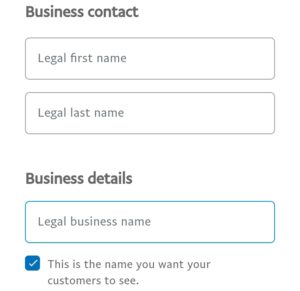 Business contact
Legal first name
Legal last name
Business details
Legal business name
This is the name you want your
customers to see.